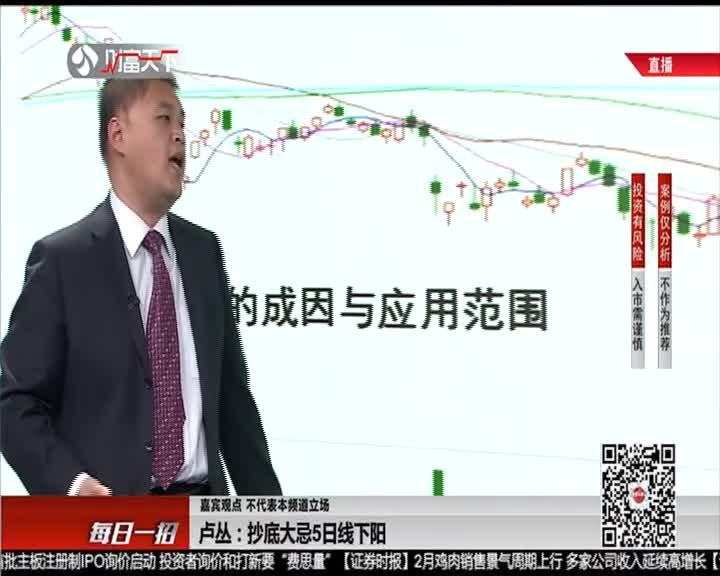 财富天下
直播
案例仅分析 不作为推荐
投资有风险 入市需谨慎
的成因与应用范围
嘉宾观点 不代表本频道立场
每日一招
卢丛：抄底大忌5日线下阳
批主板注册制IPO询价启动 投资者询价和打新要“费思量”【证券时报】2月鸡肉销售景气周期上行 多家公司收入延续高增长【